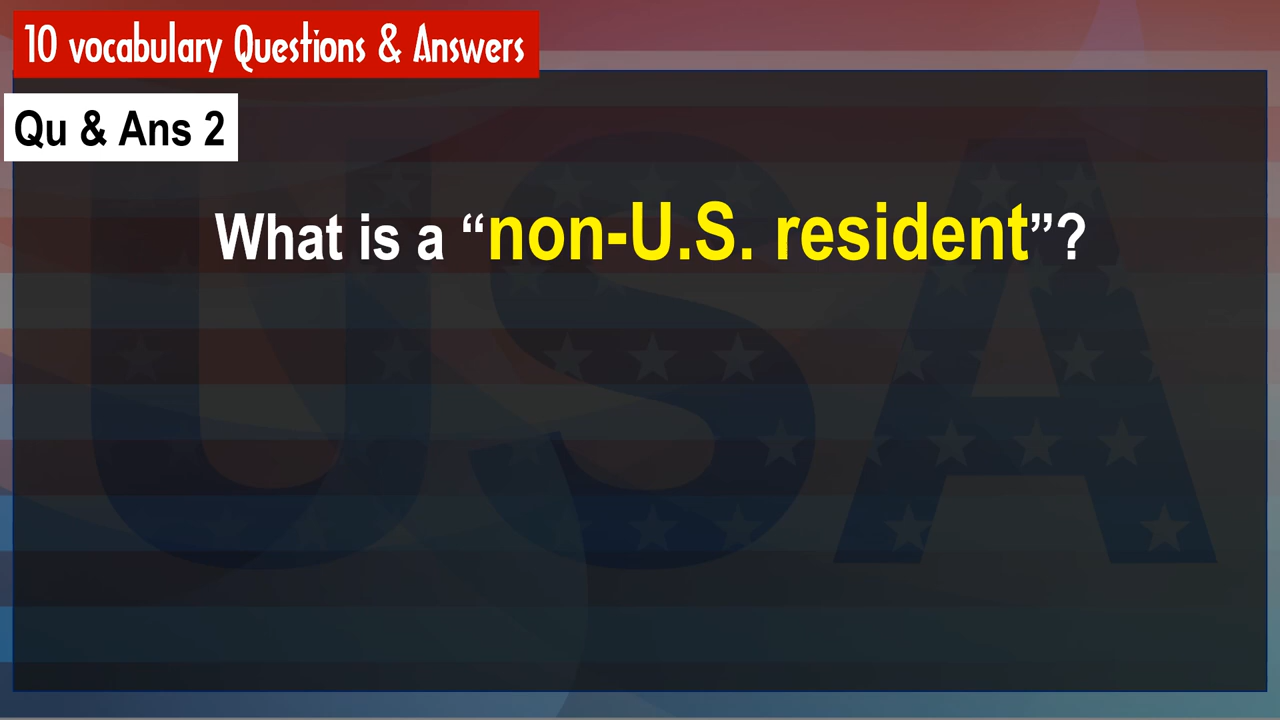 10 vocabulary Questions & Answers
Qu & Ans 2
What is a “non-U.S. resident”?
USA